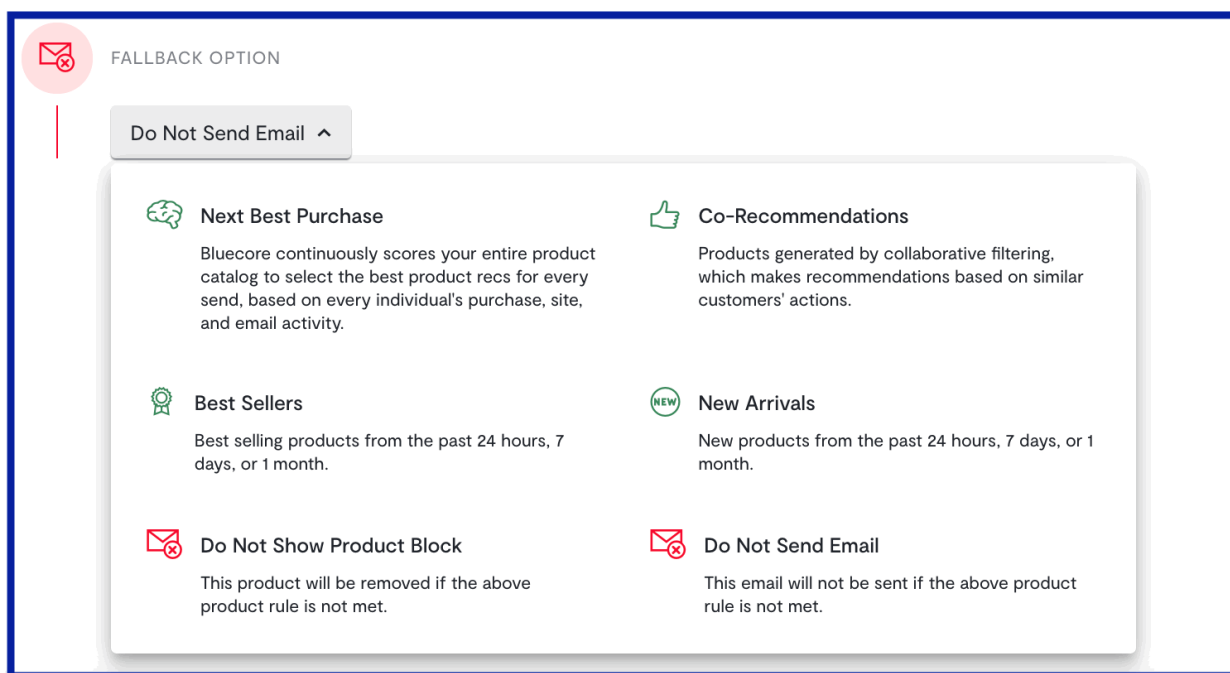 FALLBACK OPTION
Do Not Send Email
Next Best Purchase
Bluecore continuously scores your entire product
catalog to select the best product recs for every
send, based on every individual's purchase, site,
and email activity.
Co-Recommendations
Products generated by collaborative filtering,
which makes recommendations based on similar
customers' actions.
Best Sellers
Best selling products from the past 24 hours, 7
days, or 1 month.
NEW
New Arrivals
New products from the past 24 hours, 7 days, or 1
month.
Do Not Show Product Block
This product will be removed if the above
product rule is not met.
Do Not Send Email
This email will not be sent if the above product
rule is not met.